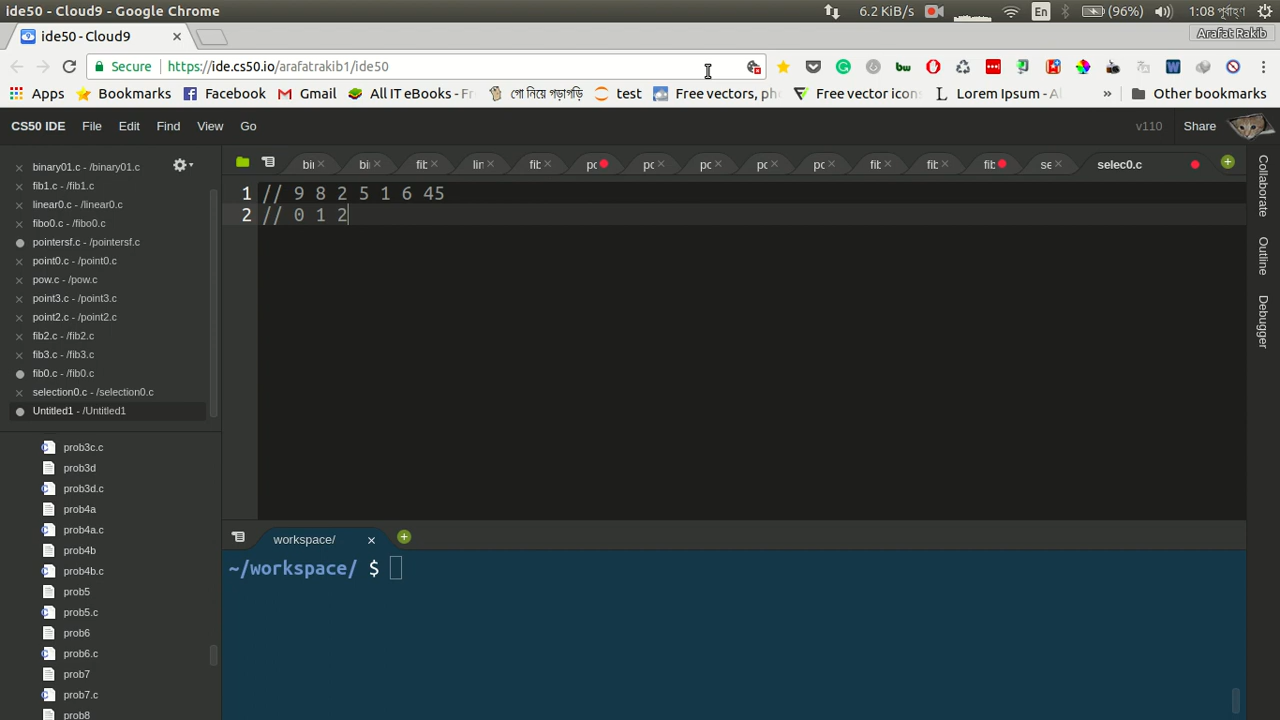 ide50 - Cloud9 - Google Chrome
6.2 KiB/s
En
(96%)
1:08 পূর্বাহ্ণ
ide50 - Cloud9
Arafat Rakib
Secure
https://ide.cs50.io/arafatrakib1/ide50
Apps
Bookmarks
Facebook
Gmail
All IT eBooks - Fr
গো নিয়ে গড়াগড়ি
test
Free vectors, ph
Free vector icon
Lorem Ipsum - Al
»
Other bookmarks
CS50 IDE
File
Edit
Find
View
Go
v110
Share
binary01.c - /binary01.c
fib1.c - /fib1.c
linear0.c - /linear0.c
fibo0.c - /fibo0.c
pointersf.c - /pointersf.c
point0.c - /point0.c
pow.c - /pow.c
point3.c - /point3.c
point2.c - /point2.c
fib2.c - /fib2.c
fib3.c - /fib3.c
fib0.c - /fib0.c
selection0.c - /selection0.c
Untitled1 - /Untitled1
prob3c.c
prob3d
prob3d.c
prob4a
prob4a.c
prob4b
prob4b.c
prob5
prob5.c
prob6
prob6.c
prob7
prob7.c
prob8
selec0.c
1 // 9 8 2 5 1 6 45
2 // 0 1 2
workspace/
~/workspace/ $
Collaborate
Outline
Debugger